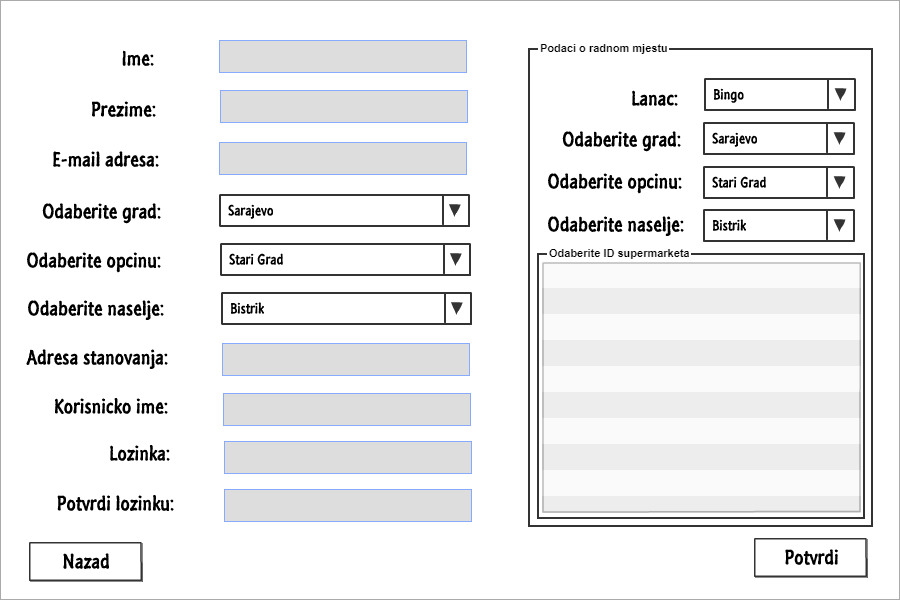 Ime:
Prezime:
E-mail adresa:
Odaberite grad:
Sarajevo
Odaberite opcinu:
Stari Grad
Odaberite naselje:
Bistrik
Adresa stanovanja:
Korisnicko ime:
Lozinka:
Potvrdi lozinku:
Nazad
Podaci o radnom mjestu
Lanac:
Bingo
Odaberite grad:
Sarajevo
Odaberite opcinu:
Stari Grad
Odaberite naselje:
Bistrik
Odaberite ID supermarketa
Potvrdi